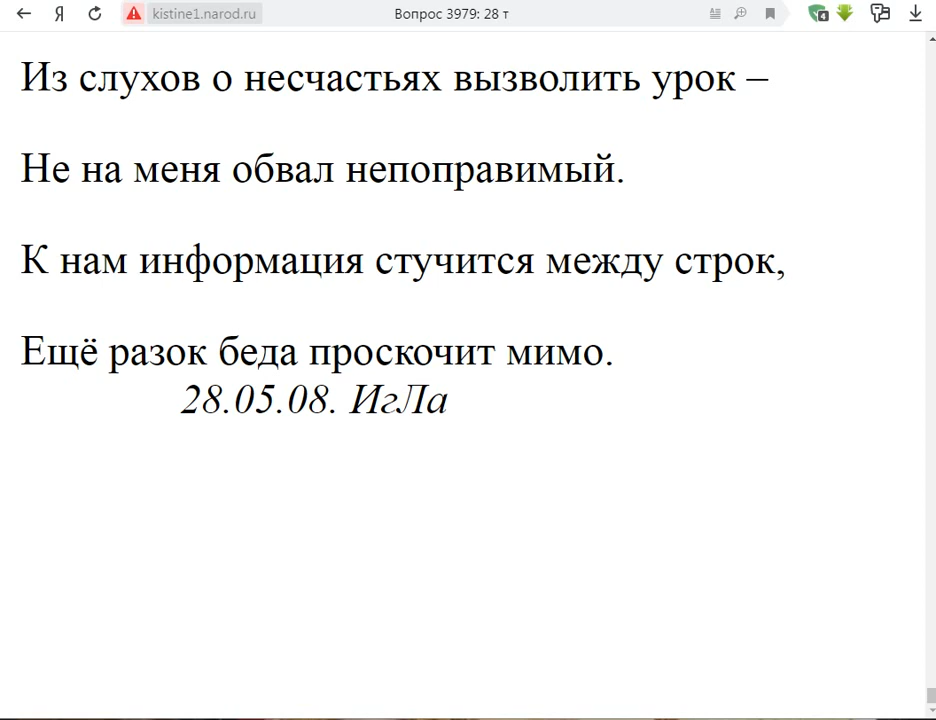 kistine1.narod.ru Вопрос 3979: 28 т
Из слухов о несчастьях вызволить урок –
Не на меня обвал непоправимый.
К нам информация стучится между строк,
Ещё разок беда проскочит мимо.
28.05.08. ИгЛа